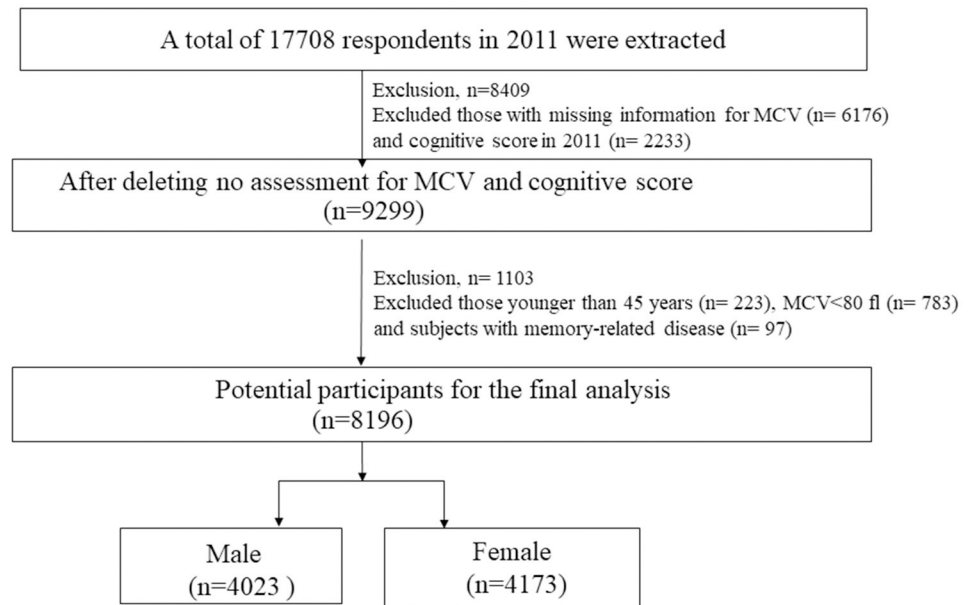 A total of 17708 respondents in 2011 were extracted
Exclusion, n=8409
Excluded those with missing information for MCV (n= 6176)
and cognitive score in 2011 (n= 2233)
After deleting no assessment for MCV and cognitive score
(n=9299)
Exclusion, n= 1103
Excluded those younger than 45 years (n= 223), MCV<80 fl (n= 783)
and subjects with memory-related disease (n= 97)
Potential participants for the final analysis
(n=8196)
Male
(n=4023 )
Female
(n=4173)